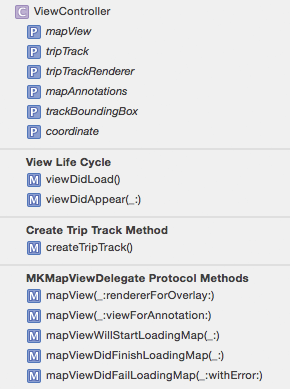 C ViewController
P mapView
P tripTrack
P tripTrackRenderer
P mapAnnotations
P trackBoundingBox
P coordinate
View Life Cycle
M viewDidLoad()
M viewDidAppear(_:)
Create Trip Track Method
M createTripTrack()
MKMapViewDelegate Protocol Methods
M mapView(_:rendererForOverlay:)
M mapView(_:viewForAnnotation:)
M mapViewWillStartLoadingMap(_:)
M mapViewDidFinishLoadingMap(_:)
M mapViewDidFailLoadingMap(_:withError:)